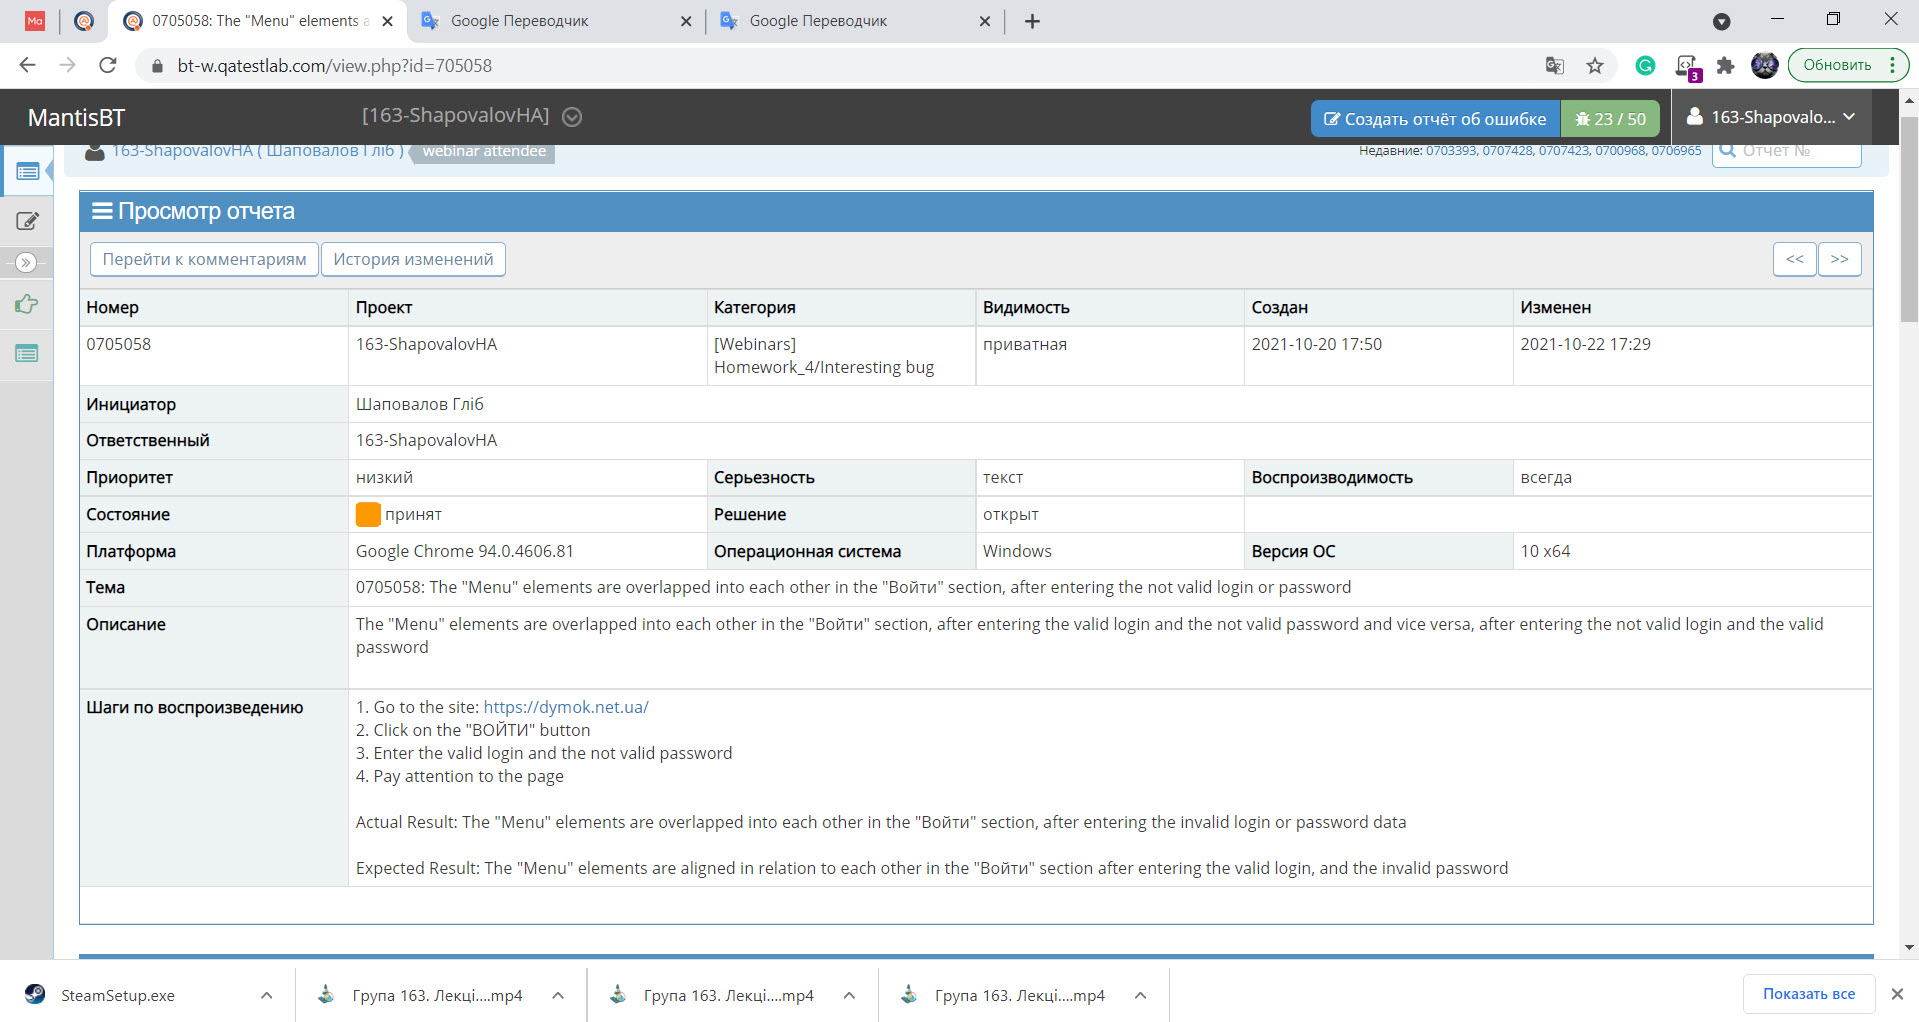 Ma
0705058: The "Menu" elements a
Google Переводчик
Google Переводчик
bt-w.qatestlab.com/view.php?id=705058
3
Обновить
MantisBT
[163-ShapovalovHA]
Создать отчёт об ошибке
23 / 50
163-Shapovalo...
163-ShapovalovHA ( Шаповалов Гліб )
webinar attendee
Недавние: 0703393, 0707428, 0707423, 0700968, 0706965
Отчет №
Просмотр отчета
Перейти к комментариям
История изменений
<<
>>
Номер
Проект
Категория
Видимость
Создан
Изменен
0705058
163-ShapovalovHA
[Webinars]
Homework_4/Interesting bug
приватная
2021-10-20 17:50
2021-10-22 17:29
Инициатор
Шаповалов Гліб
Ответственный
163-ShapovalovHA
Приоритет
низкий
Серьезность
текст
Воспроизводимость
всегда
Состояние
принят
Решение
открыт
Платформа
Google Chrome 94.0.4606.81
Операционная система
Windows
Версия ОС
10 x64
Тема
0705058: The "Menu" elements are overlapped into each other in the "Войти" section, after entering the not valid login or password
Описание
The "Menu" elements are overlapped into each other in the "Войти" section, after entering the valid login and the not valid password and vice versa, after entering the not valid login and the valid
password
Шаги по воспроизведению
1. Go to the site: https://dymok.net.ua/
2. Click on the "ВОЙТИ" button
3. Enter the valid login and the not valid password
4. Pay attention to the page
Actual Result: The "Menu" elements are overlapped into each other in the "Войти" section, after entering the invalid login or password data
Expected Result: The "Menu" elements are aligned in relation to each other in the "Войти" section after entering the valid login, and the invalid password
SteamSetup.exe
Група 163. Лекці....mp4
Група 163. Лекці....mp4
Група 163. Лекці....mp4
Показать все